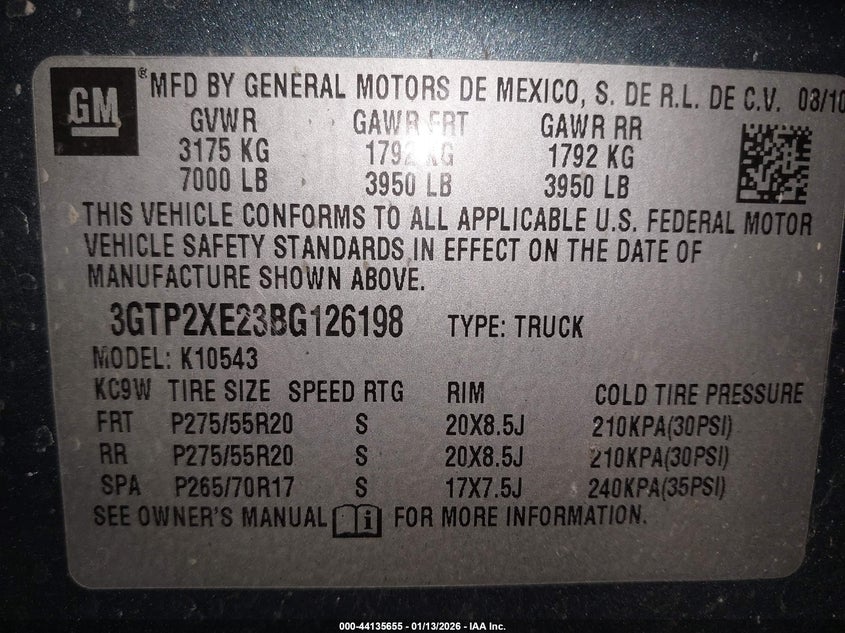 GM ® MFD BY GENERAL MOTORS DE MEXICO, S. DE R.L. DE C.V. 03/10
GVWR GAWR FRT GAWR RR
3175 KG 1792 KG 1792 KG
7000 LB 3950 LB 3950 LB
THIS VEHICLE CONFORMS TO ALL APPLICABLE U.S. FEDERAL MOTOR
VEHICLE SAFETY STANDARDS IN EFFECT ON THE DATE OF
MANUFACTURE SHOWN ABOVE.
3GTP2XE23BG126198 TYPE: TRUCK
MODEL: K10543
KC9W TIRE SIZE SPEED RTG RIM COLD TIRE PRESSURE
FRT P275/55R20 S 20X8.5J 210KPA(30PSI)
RR P275/55R20 S 20X8.5J 210KPA(30PSI)
SPA P265/70R17 S 17X7.5J 240KPA(35PSI)
SEE OWNER'S MANUAL i FOR MORE INFORMATION.
000-44135655 - 01/13/2026 - IAA Inc.